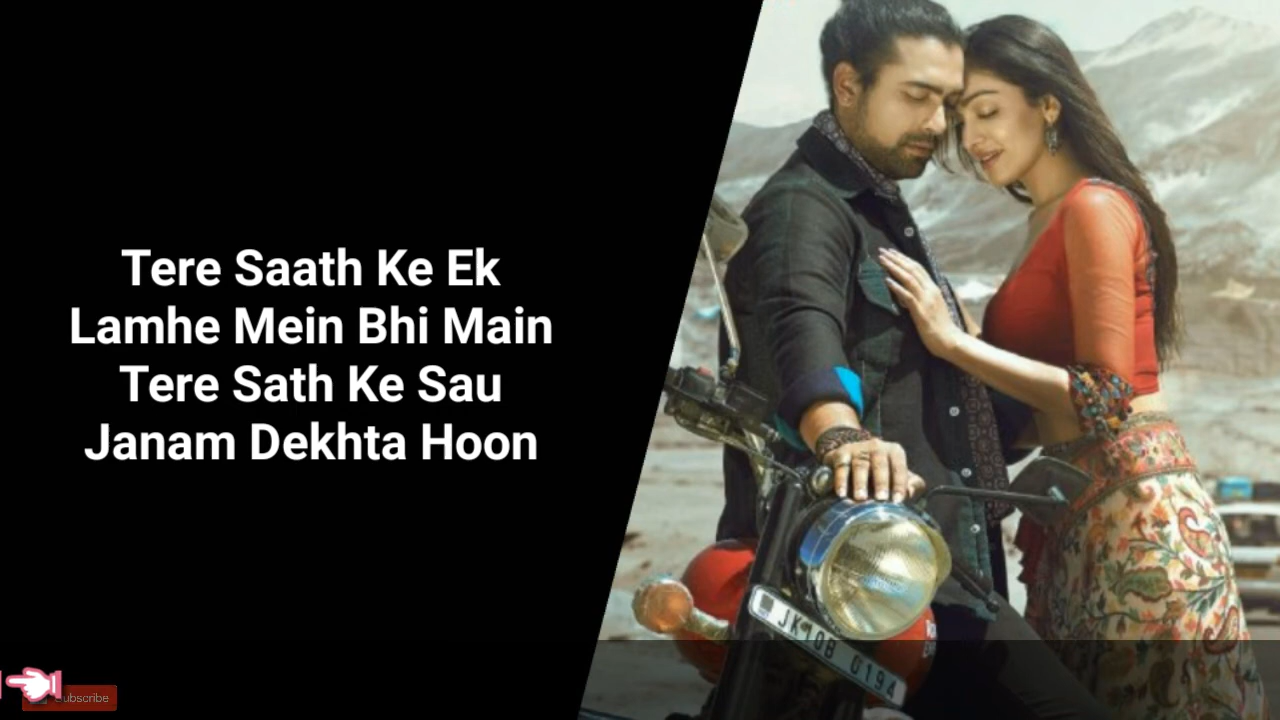 Tere Saath Ke Ek
Lamhe Mein Bhi Main
Tere Sath Ke Sau
Janam Dekhta Hoon
JK10B 0194
Subscribe